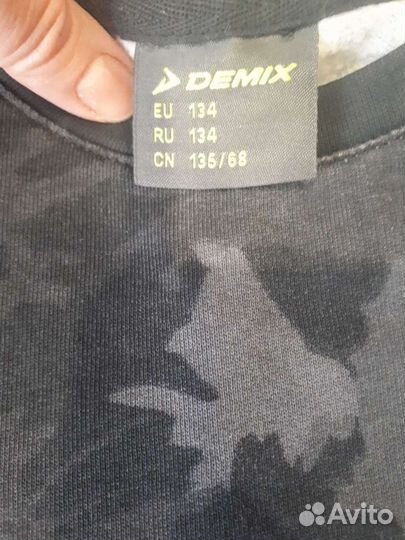 DEMIX
EU 134
RU 134
CN 135/68
Avito